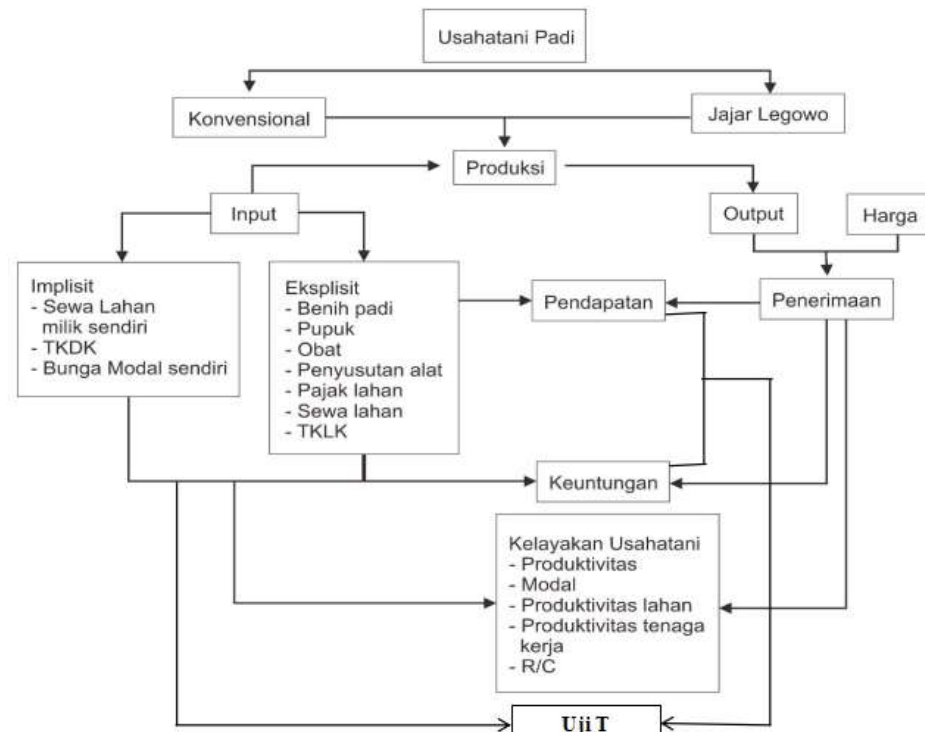 Usahatani Padi
Konvensional
Jajar Legowo
Produksi
Input
Output
Harga
Implisit
- Sewa Lahan
milik sendiri
- TKDK
- Bunga Modal sendiri
Eksplisit
- Benih padi
- Pupuk
- Obat
- Penyusutan alat
- Pajak lahan
- Sewa lahan
- TKLK
Pendapatan
Penerimaan
Keuntungan
Kelayakan Usahatani
- Produktivitas
- Modal
- Produktivitas lahan
- Produktivitas tenaga
kerja
- R/C
Uji T